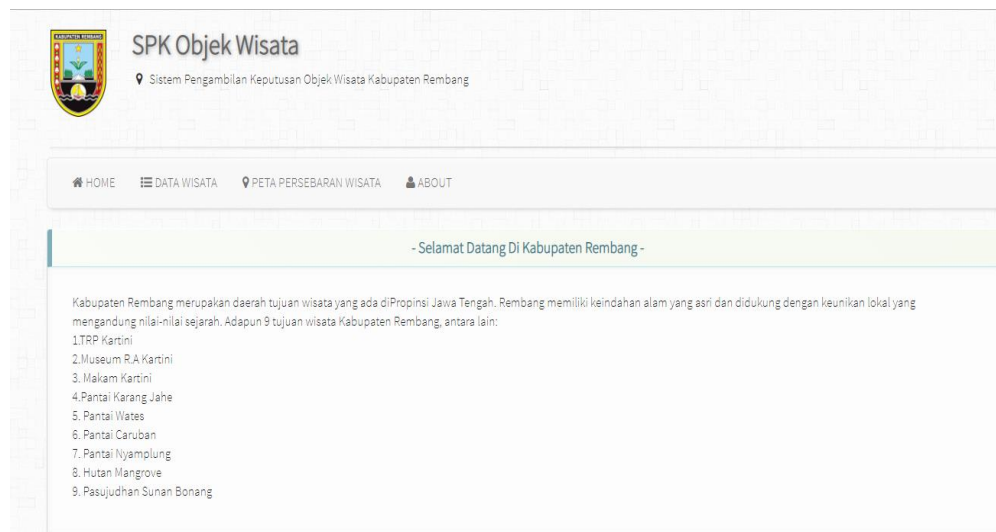 KABUPATEN REMBANG
SPK Objek Wisata
Sistem Pengambilan Keputusan Objek Wisata Kabupaten Rembang
HOME DATA WISATA PETA PERSEBARAN WISATA ABOUT
- Selamat Datang Di Kabupaten Rembang -
Kabupaten Rembang merupakan daerah tujuan wisata yang ada diPropinsi Jawa Tengah. Rembang memiliki keindahan alam yang asri dan didukung dengan keunikan lokal yang
mengandung nilai-nilai sejarah. Adapun 9 tujuan wisata Kabupaten Rembang, antara lain:
1.TRP Kartini
2.Museum R.A Kartini
3. Makam Kartini
4.Pantai Karang Jahe
5. Pantai Wates
6. Pantai Caruban
7. Pantai Nyamplung
8. Hutan Mangrove
9. Pasujudhan Sunan Bonang